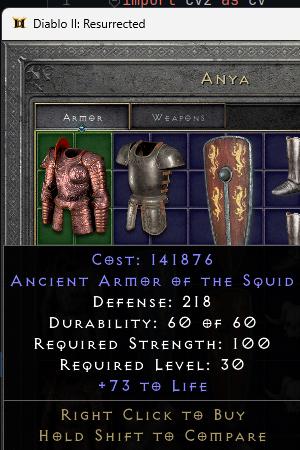 import cv2 as cv
Diablo II: Resurrected
Anya
Armor
Weapons
Cost: 141876
Ancient Armor of the Squid
Defense: 218
Durability: 60 of 60
Required Strength: 100
Required Level: 30
+73 to Life
Right Click to Buy
Hold Shift to Compare